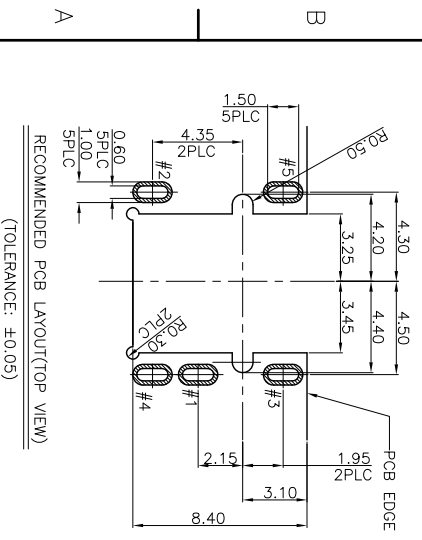 A
B
1.50
5PLC
4.35
2PLC
0.60
5PLC
1.00
5PLC
#2
#5
R0.50
4.30
4.20
3.25
3.45
4.40
4.50
R0.30
2PLC
#4
#1
#3
2.15
1.95
2PLC
3.10
8.40
PCB EDGE
RECOMMENDED PCB LAYOUT(TOP VIEW)
(TOLERANCE: ±0.05)